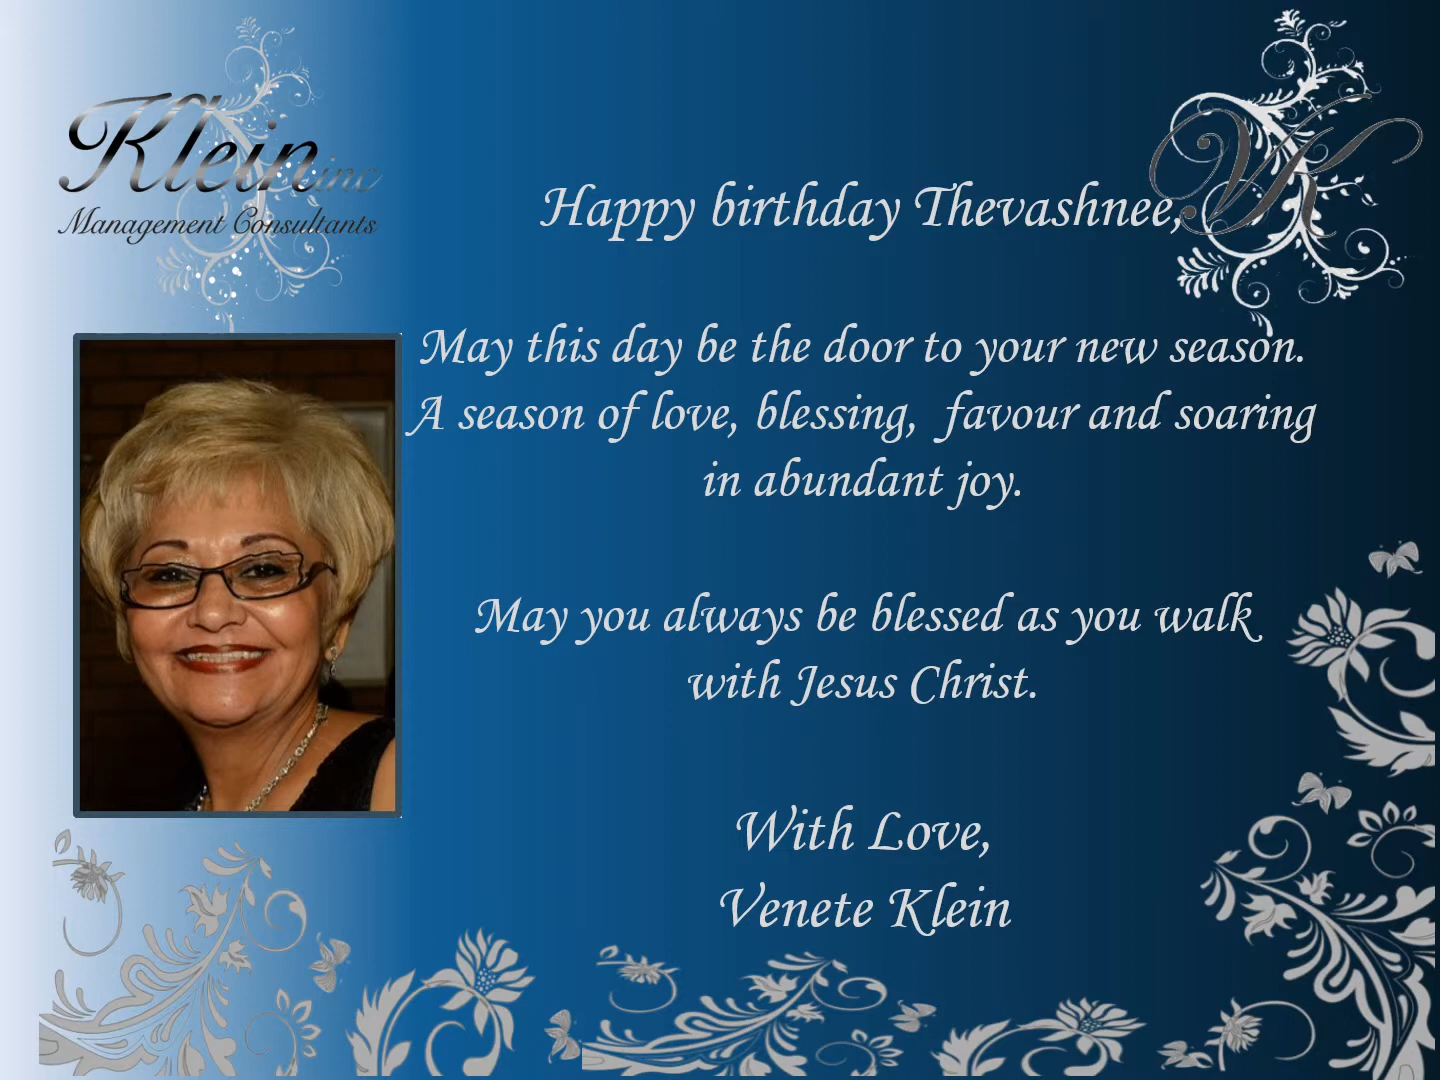 Klein inc
Management Consultants
VK
Happy birthday Thevashnee,
May this day be the door to your new season.
A season of love, blessing, favour and soaring
in abundant joy.
May you always be blessed as you walk
with Jesus Christ.
With Love,
Venete Klein